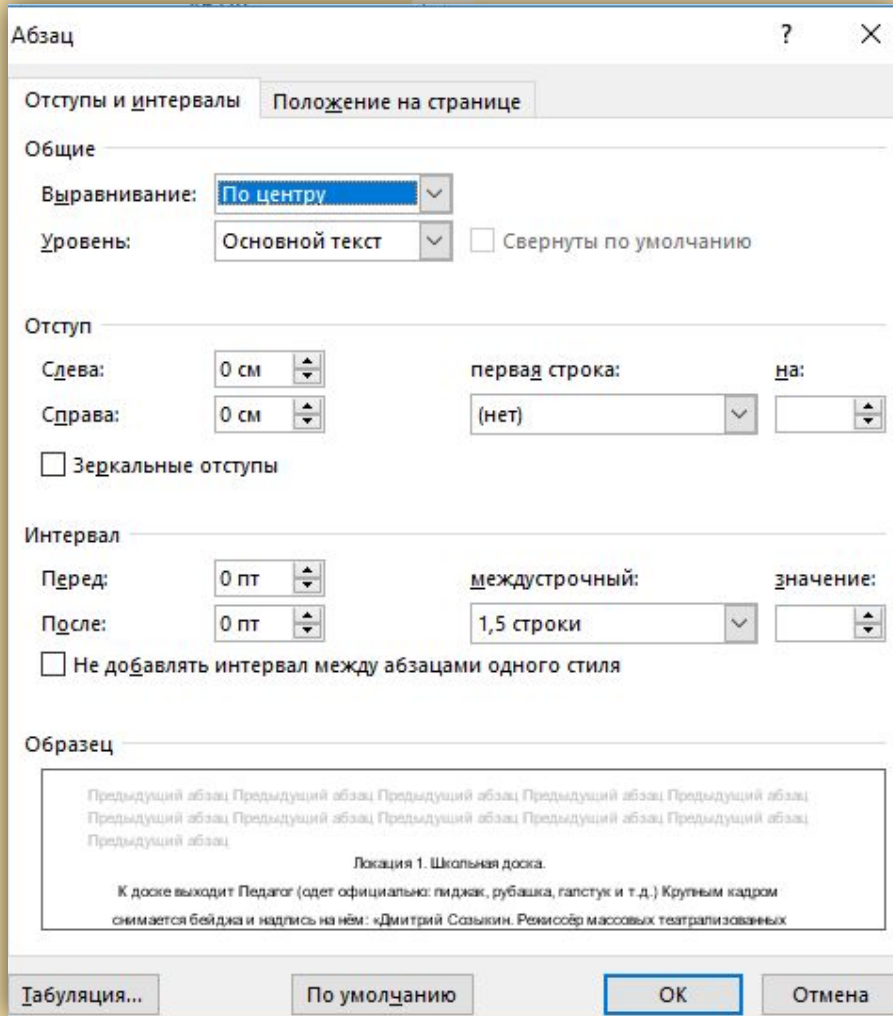 Абзац ?
Отступы и интервалы Положение на странице
Общие
Выравнивание: По центру
Уровень: Основной текст Свернуты по умолчанию
Отступ
Слева: 0 см первая строка: на:
Справа: 0 см (нет)
Зеркальные отступы
Интервал
Перед: 0 пт междустрочный: значение:
После: 0 пт 1,5 строки
Не добавлять интервал между абзацами одного стиля
Образец
Предыдущий абзац Предыдущий абзац Предыдущий абзац Предыдущий абзац Предыдущий абзац
Предыдущий абзац Предыдущий абзац Предыдущий абзац Предыдущий абзац Предыдущий абзац
Предыдущий абзац
Локация 1. Школьная доска.
К доске выходит Педагог (одет официально: пиджак, рубашка, галстук и т.д.) Крупным кадром
снимается бейджа и надпись на нём: «Дмитрий Созыкин. Режиссёр массовых театрализованных
Табуляция... По умолчанию ОК Отмена